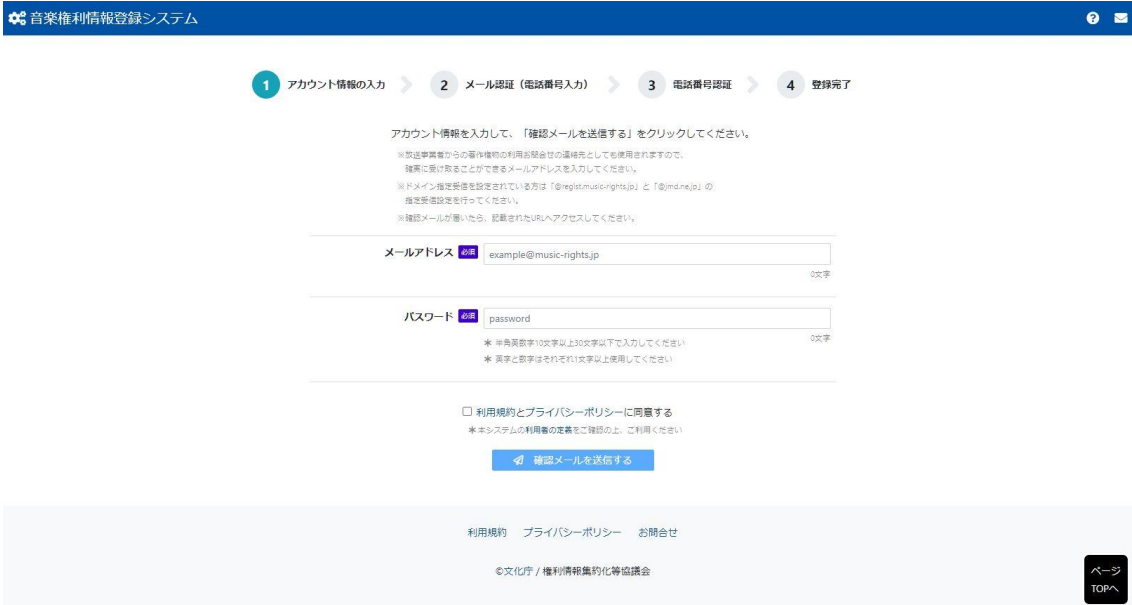 音楽権利情報登録システム
1 アカウント情報の入力 2 メール認証（電話番号入力） 3 電話番号認証 4 登録完了
アカウント情報を入力して、「確認メールを送信する」をクリックしてください。
※放送事業者からの著作権物の利用お問合せの連絡先としても使用されますので、
確実に受け取ることができるメールアドレスを入力してください。
※ドメイン指定受信を設定されている方は「@regist.music-rights.jp」と「@jmd.ne.jp」の
指定受信設定を行ってください。
※確認メールが届いたら、記載されたURLへアクセスしてください。
メールアドレス 必須 example@music-rights.jp
0文字
パスワード 必須 password
0文字
＊ 半角英数字10文字以上30文字以下で入力してください
＊ 英字と数字はそれぞれ1文字以上使用してください
利用規約とプライバシーポリシーに同意する
＊本システムの利用者の定義をご確認の上、ご利用ください
確認メールを送信する
利用規約 プライバシーポリシー お問合せ
©文化庁 / 権利情報集約化等協議会
ページ
TOPへ